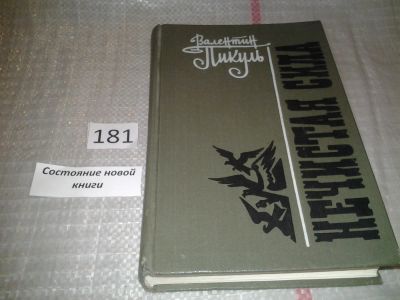 Валентин
Пикуль
НЕЧИСТАЯ СИЛА
181
Состояние новой
книги